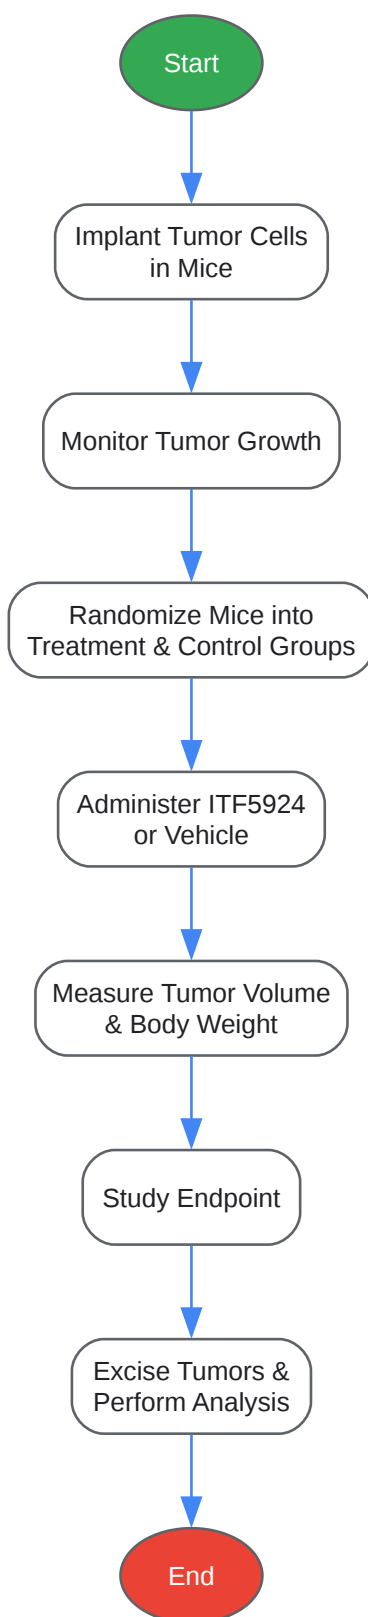 Start
Implant Tumor Cells
in Mice
Monitor Tumor Growth
Randomize Mice into
Treatment & Control Groups
Administer ITF5924
or Vehicle
Measure Tumor Volume
& Body Weight
Study Endpoint
Excise Tumors &
Perform Analysis
End